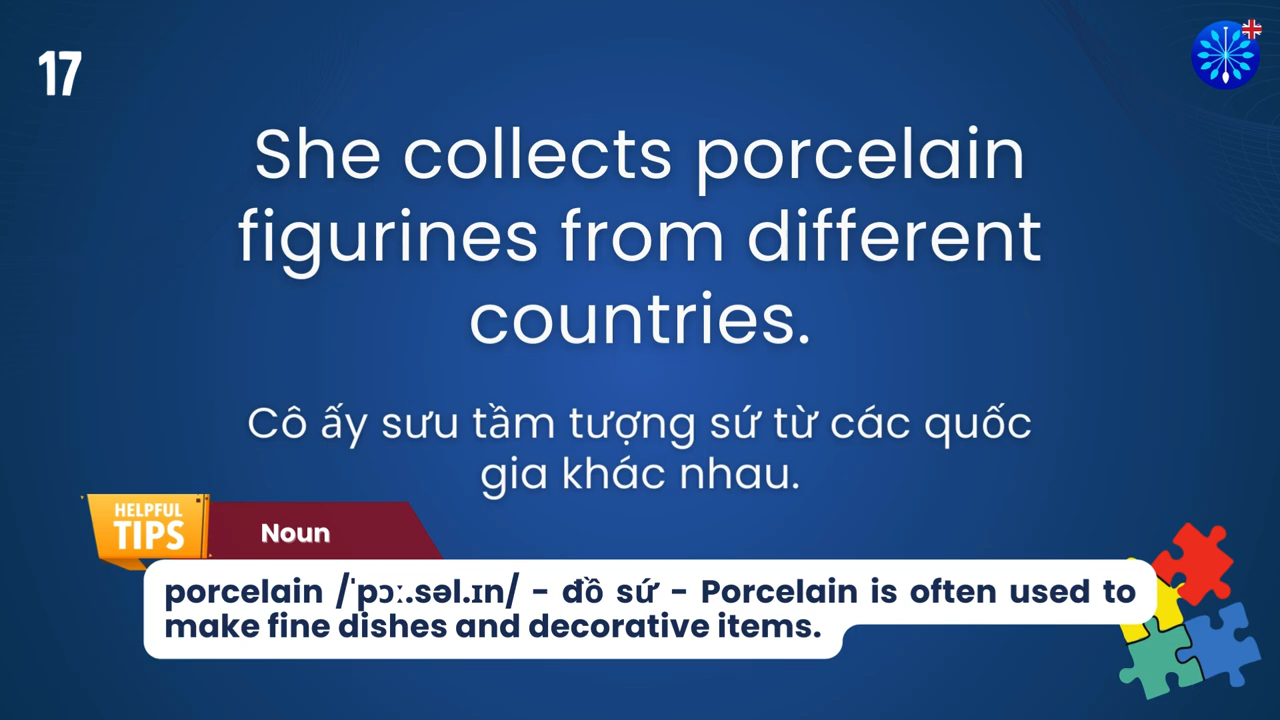 17
She collects porcelain
figurines from different
countries.
Cô ấy sưu tầm tượng sứ từ các quốc
gia khác nhau.
HELPFUL
TIPS
Noun
porcelain /ˈpɔː.səl.ɪn/ - đồ sứ - Porcelain is often used to
make fine dishes and decorative items.